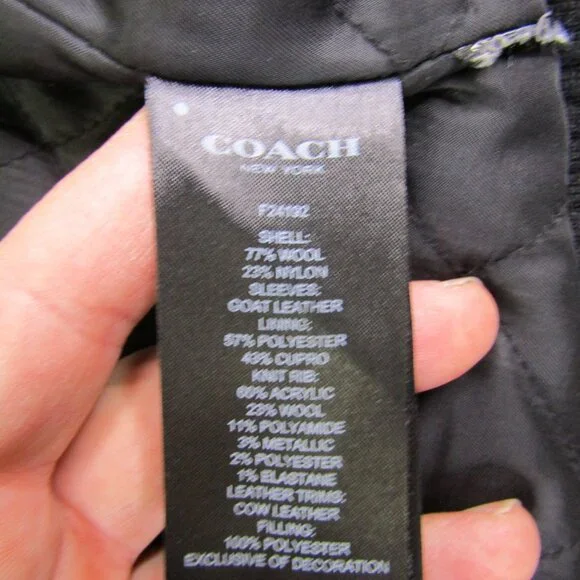 COACH
NEW YORK
F24192
SHELL:
77% WOOL
23% NYLON
SLEEVES:
GOAT LEATHER
LINING:
57% POLYESTER
43% CUPRO
KNIT RIB:
60% ACRYLIC
23% WOOL
11% POLYAMIDE
3% METALLIC
2% POLYESTER
1% ELASTANE
LEATHER TRIMS:
COW LEATHER
FILLING:
100% POLYESTER
EXCLUSIVE OF DECORATION